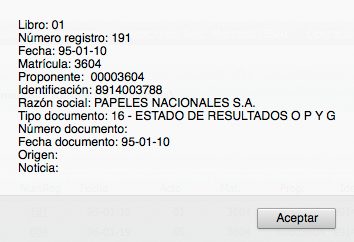 Libro: 01
Número registro: 191
Fecha: 95-01-10
Matrícula: 3604
Proponente: 00003604
Identificación: 8914003788
Razón social: PAPELES NACIONALES S.A.
Tipo documento: 16 - ESTADO DE RESULTADOS O P Y G
Número documento:
Fecha documento: 95-01-10
Origen:
Noticia:
Aceptar